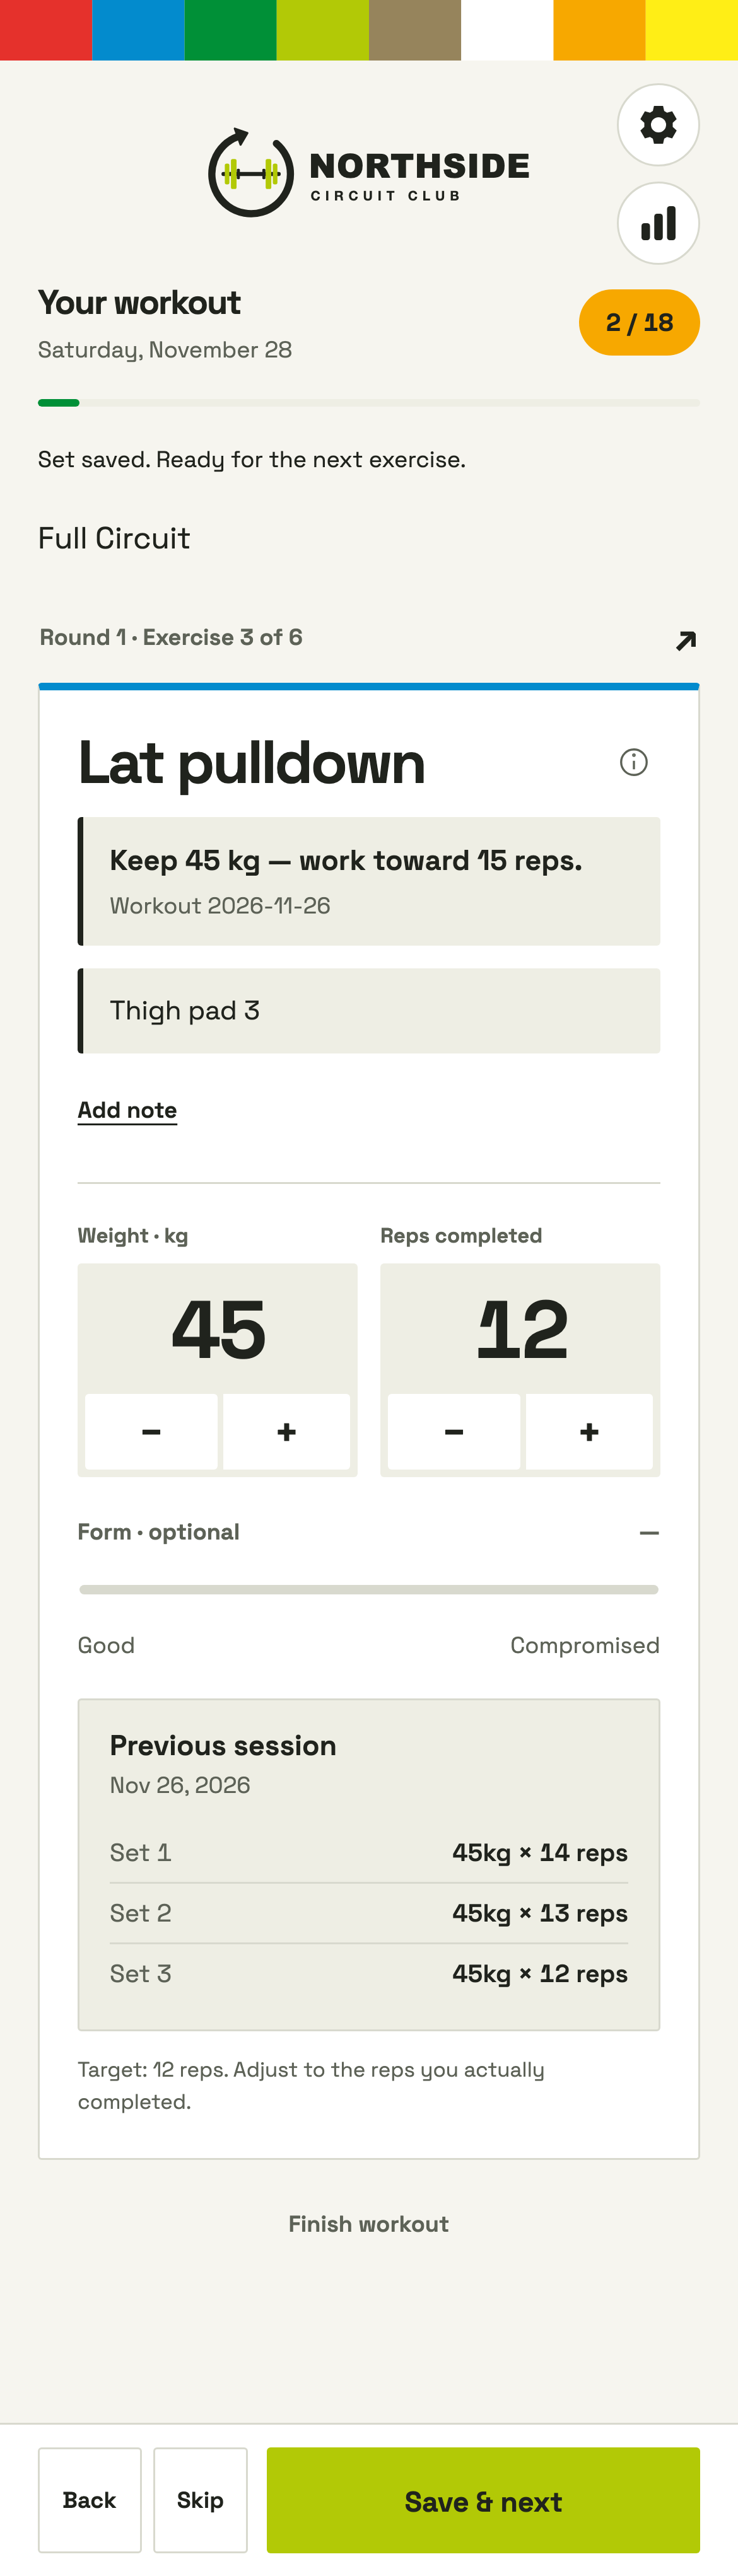 NORTHSIDE
CIRCUIT CLUB
Your workout
2 / 18
Saturday, November 28
Set saved. Ready for the next exercise.
Full Circuit
Round 1 · Exercise 3 of 6
Lat pulldown
Keep 45 kg — work toward 15 reps.
Workout 2026-11-26
Thigh pad 3
Add note
Weight · kg
Reps completed
45
12
− +
− +
Form · optional —
Good Compromised
Previous session
Nov 26, 2026
Set 1 45kg × 14 reps
Set 2 45kg × 13 reps
Set 3 45kg × 12 reps
Target: 12 reps. Adjust to the reps you actually
completed.
Finish workout
Back Skip Save & next